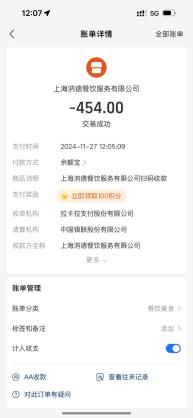 12:07
5G
账单详情
全部账单
上海汭德餐饮服务有限公司
-454.00
交易成功
支付时间 2024-11-27 12:05:09
付款方式 余额宝
商品说明 上海汭德餐饮服务有限公司扫码收款
支付奖励 立即领取100积分
收单机构 拉卡拉支付股份有限公司
清算机构 中国银联股份有限公司
收款方全称 上海汭德餐饮服务有限公司
更多
账单管理
账单分类 餐饮美食
标签和备注 添加
计入收支
AA收款 查看往来记录
对此订单有疑问